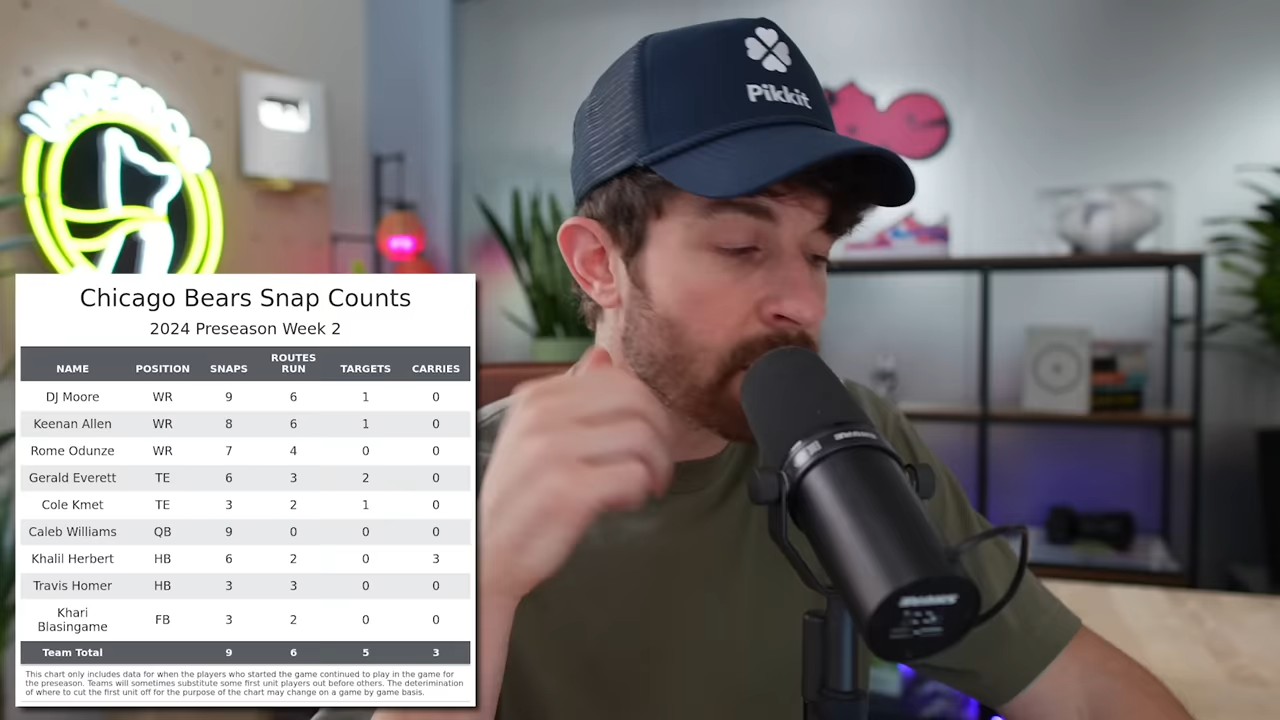 UNDERDOG
Pikkit
Chicago Bears Snap Counts
2024 Preseason Week 2
NAME POSITION SNAPS ROUTES RUN TARGETS CARRIES
DJ Moore WR 9 6 1 0
Keenan Allen WR 8 6 1 0
Rome Odunze WR 7 4 0 0
Gerald Everett TE 6 3 2 0
Cole Kmet TE 3 2 1 0
Caleb Williams QB 9 0 0 0
Khalil Herbert HB 6 2 0 3
Travis Homer HB 3 3 0 0
Khari Blasingame FB 3 2 0 0
Team Total 9 6 5 3
This chart only includes data for when the players who started the game continued to play in the game for
the preseason. Teams will sometimes substitute some first unit players out before others. The deterimination
of where to cut the first unit off for the purpose of the chart may change on a game by game basis.